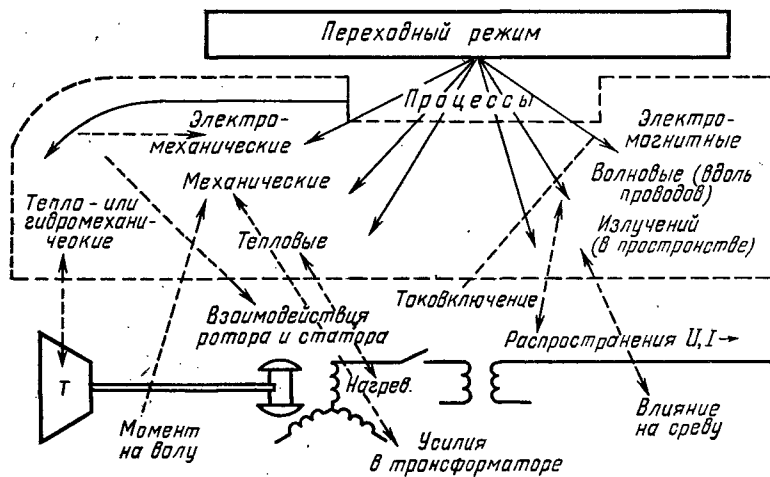 Переходный режим
Процессы
Электро-
механические
Электро-
магнитные
Механические
Волновые (вдоль
проводов)
Тепло- или
гидромехани-
ческие
Тепловые
Излучений
(в пространстве)
Взаимодействия
ротора и статора
Токовключение
Распространения U, I →
Т
Нагрев.
Момент
на валу
Усилия
в трансформаторе
Влияние
на среду